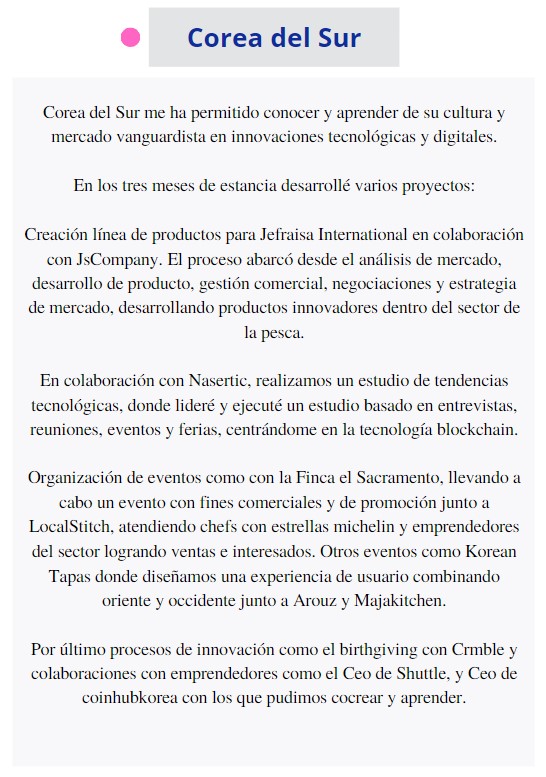 Corea del Sur
Corea del Sur me ha permitido conocer y aprender de su cultura y
mercado vanguardista en innovaciones tecnológicas y digitales.
En los tres meses de estancia desarrollé varios proyectos:
Creación línea de productos para Jefraisa International en colaboración
con JsCompany. El proceso abarcó desde el análisis de mercado,
desarrollo de producto, gestión comercial, negociaciones y estrategia
de mercado, desarrollando productos innovadores dentro del sector de
la pesca.
En colaboración con Nasertic, realizamos un estudio de tendencias
tecnológicas, donde lideré y ejecuté un estudio basado en entrevistas,
reuniones, eventos y ferias, centrándome en la tecnología blockchain.
Organización de eventos como con la Finca el Sacramento, llevando a
cabo un evento con fines comerciales y de promoción junto a
LocalStitch, atendiendo chefs con estrellas michelin y emprendedores
del sector logrando ventas e interesados. Otros eventos como Korean
Tapas donde diseñamos una experiencia de usuario combinando
oriente y occidente junto a Arouz y Majakitchen.
Por último procesos de innovación como el birthgiving con Crmble y
colaboraciones con emprendedores como el Ceo de Shuttle, y Ceo de
coinhubkorea con los que pudimos cocrear y aprender.